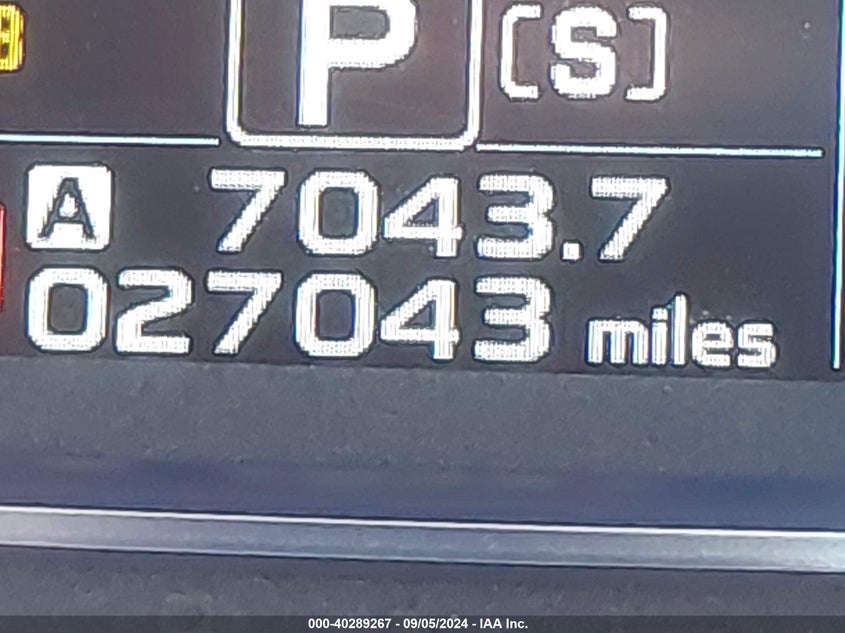 P [S]
A 7043.7
027043 miles
000-40289267 - 09/05/2024 - IAA Inc.